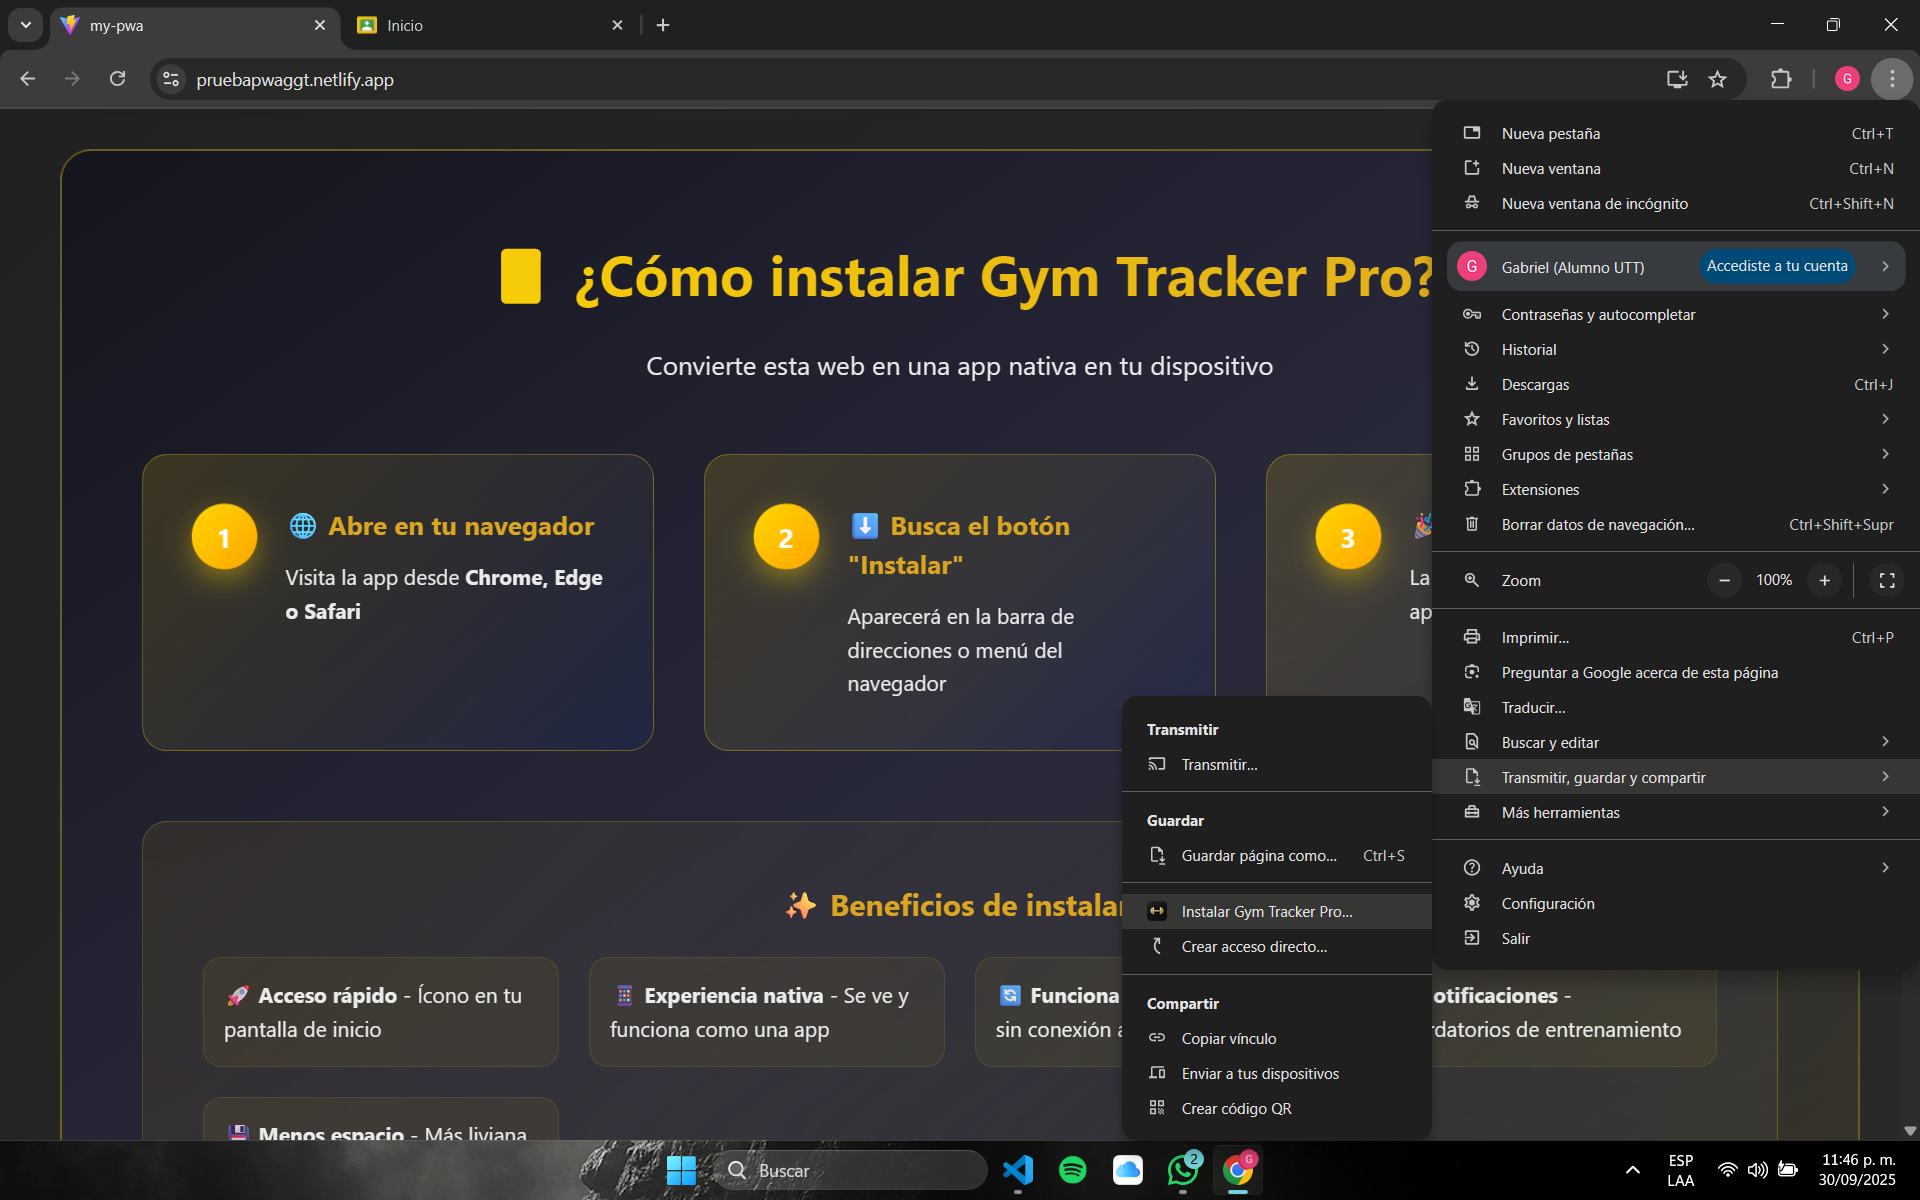 my-pwa
Inicio
pruebapwaggt.netlify.app
G
¿Cómo instalar Gym Tracker Pro?
Convierte esta web en una app nativa en tu dispositivo
1
🌐 Abre en tu navegador
Visita la app desde Chrome, Edge
o Safari
2
⬇️ Busca el botón
"Instalar"
Aparecerá en la barra de
direcciones o menú del
navegador
3
La
ap
✨ Beneficios de instalar
🚀 Acceso rápido - Ícono en tu
pantalla de inicio
Experiencia nativa - Se ve y
funciona como una app
🔄 Funciona
sin conexión a
otificaciones -
rdatorios de entrenamiento
💾 Menos espacio - Más liviana
Nueva pestaña Ctrl+T
Nueva ventana Ctrl+N
Nueva ventana de incógnito Ctrl+Shift+N
G Gabriel (Alumno UTT) Accediste a tu cuenta
Contraseñas y autocompletar
Historial
Descargas Ctrl+J
Favoritos y listas
Grupos de pestañas
Extensiones
Borrar datos de navegación... Ctrl+Shift+Supr
Zoom 100%
Imprimir... Ctrl+P
Preguntar a Google acerca de esta página
Traducir...
Buscar y editar
Transmitir, guardar y compartir
Más herramientas
Ayuda
Configuración
Salir
Transmitir
Transmitir...
Guardar
Guardar página como... Ctrl+S
Instalar Gym Tracker Pro...
Crear acceso directo...
Compartir
Copiar vínculo
Enviar a tus dispositivos
Crear código QR
Buscar
2
G
ESP
LAA
11:46 p. m.
30/09/2025